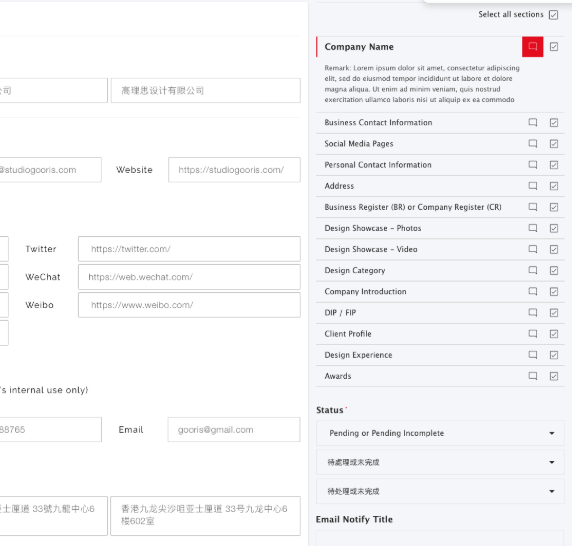 Select all sections
Company Name
Remark: Lorem ipsum dolor sit amet, consectetur adipiscing
elit, sed do eiusmod tempor incididunt ut labore et dolore
magna aliqua. Ut enim ad minim veniam, quis nostrud
exercitation ullamco laboris nisi ut aliquip ex ea commodo
Business Contact Information
Social Media Pages
Personal Contact Information
Address
Business Register (BR) or Company Register (CR)
Design Showcase - Photos
Design Showcase - Video
Design Category
Company Introduction
DIP / FIP
Client Profile
Design Experience
Awards
Status*
Pending or Pending Incomplete
待處理或未完成
待处理或未完成
Email Notify Title
公司
高理思设计有限公司
@studiogooris.com
Website
https://studiogooris.com/
Twitter
https://twitter.com/
WeChat
https://web.wechat.com/
Weibo
https://www.weibo.com/
's internal use only)
88765
Email
gooris@gmail.com
士厘道 33號九龍中心6
香港九龙尖沙咀亚士厘道 33号九龙中心6
楼602室